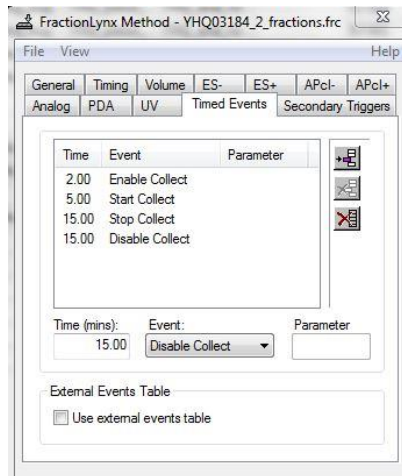 FractionLynx Method - YHQ03184_2_fractions.frc
File View Help
General Timing Volume ES- ES+ APcI- APcI+
Analog PDA UV Timed Events Secondary Triggers
Time Event Parameter
2.00 Enable Collect
5.00 Start Collect
15.00 Stop Collect
15.00 Disable Collect
Time (mins): Event: Parameter
15.00 Disable Collect
External Events Table
Use external events table